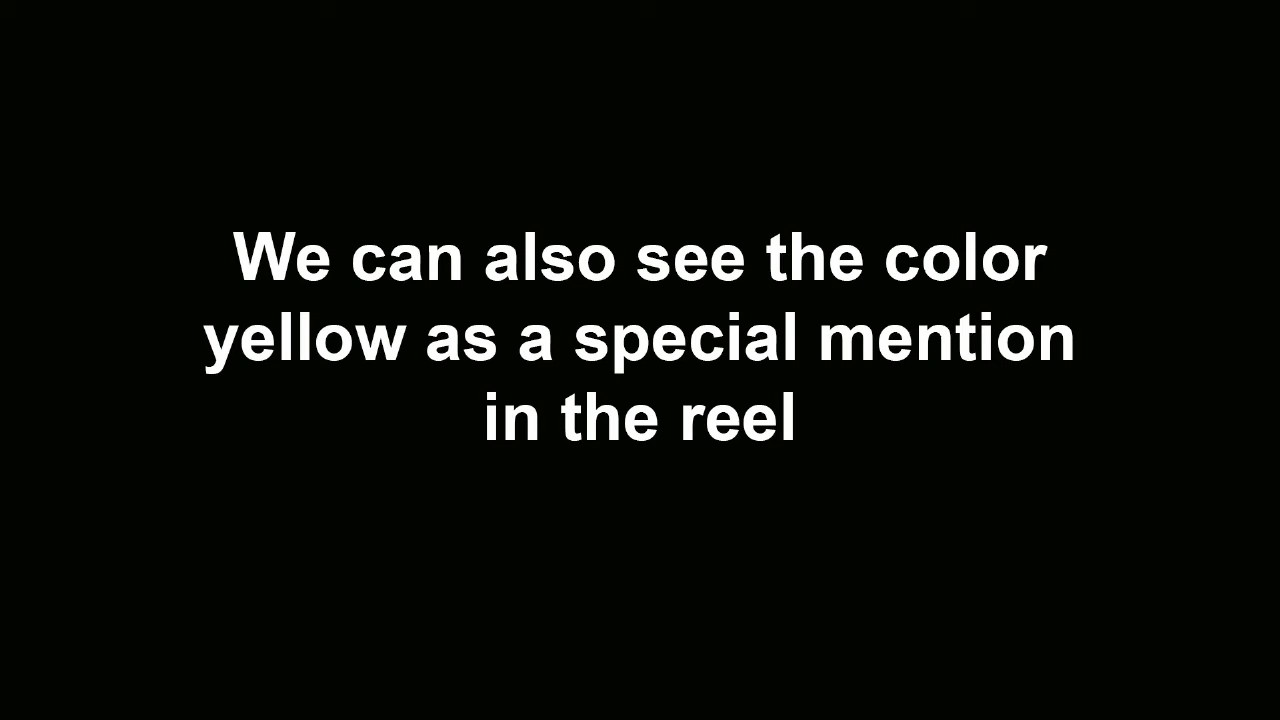 We can also see the color
yellow as a special mention
in the reel